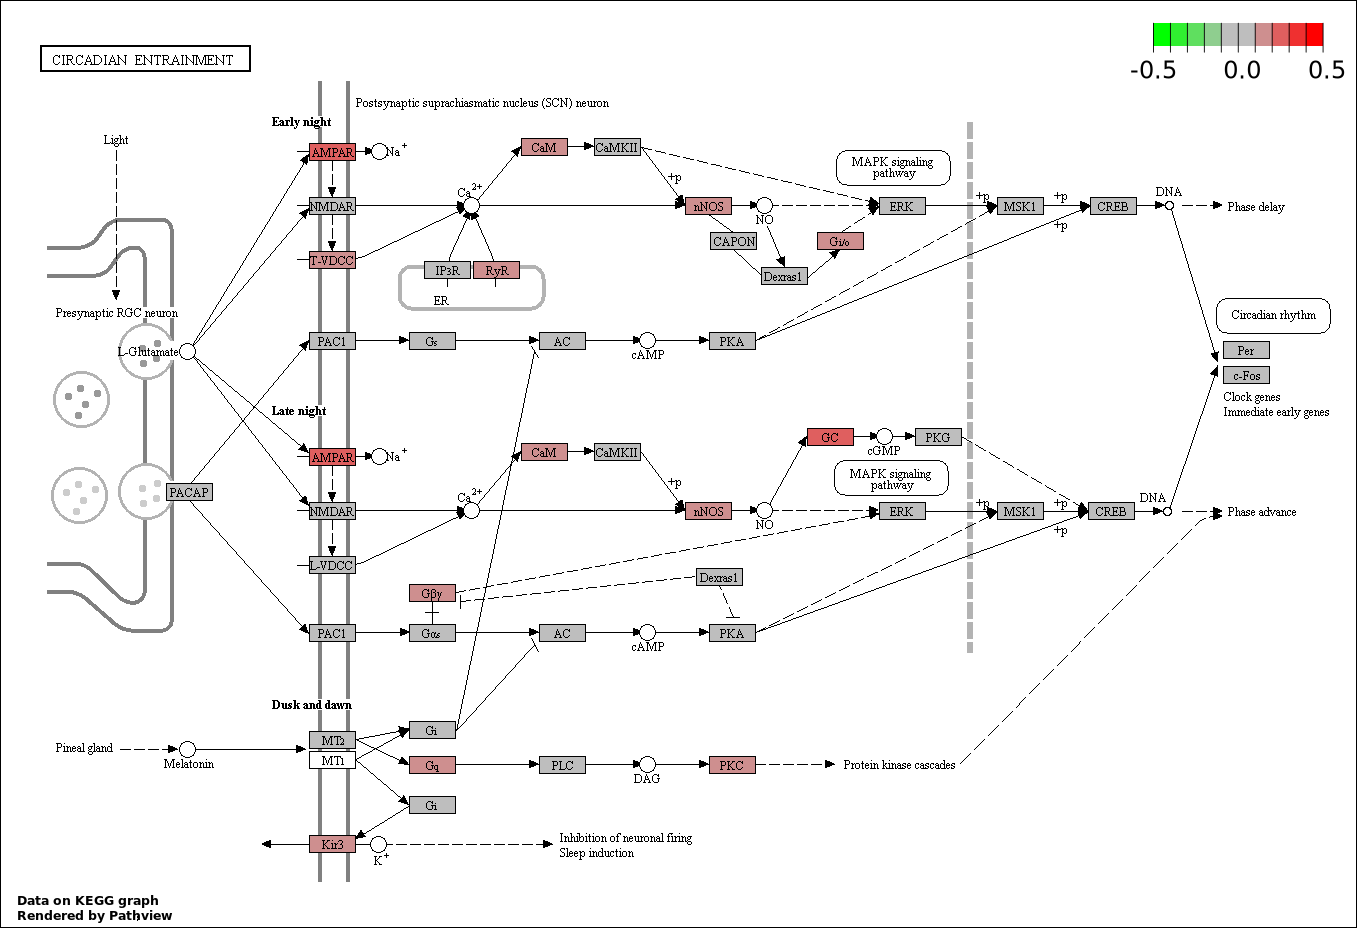 CIRCADIAN ENTRAINMENT
-0.5 0.0 0.5
Postsynaptic suprachiasmatic nucleus (SCN) neuron
Early night
Light
AMPAR
Na+
CaM
CaMKII
+p
MAPK signaling
pathway
NMDAR
Ca2+
nNOS
NO
ERK
+p
MSK1
+p
CREB
DNA
Phase delay
+p
CAPON
Gi/o
T-VDCC
IP3R
RyR
Dexras1
ER
Presynaptic RGC neuron
L-Glutamate
PAC1
Gs
AC
cAMP
PKA
Circadian rhythm
Per
c-Fos
Clock genes
Immediate early genes
Late night
AMPAR
Na+
CaM
CaMKII
+p
GC
cGMP
PKG
MAPK signaling
pathway
PACAP
NMDAR
Ca2+
nNOS
NO
ERK
+p
MSK1
+p
CREB
DNA
Phase advance
+p
L-VDCC
Gβγ
Dexras1
PAC1
Gαs
AC
cAMP
PKA
Dusk and dawn
Pineal gland
Melatonin
MT2
MT1
Gi
Gq
PLC
DAG
PKC
Protein kinase cascades
Gi
Kir3
K+
Inhibition of neuronal firing
Sleep induction
Data on KEGG graph
Rendered by Pathview